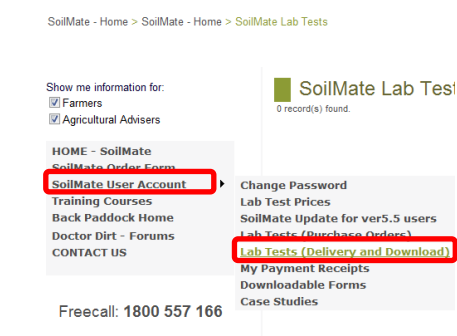 SoilMate - Home > SoilMate - Home > SoilMate Lab Tests
Show me information for:
Farmers
Agricultural Advisers
SoilMate Lab Test
0 record(s) found.
HOME - SoilMate
SoilMate Order Form
SoilMate User Account
Training Courses
Back Paddock Home
Doctor Dirt - Forums
CONTACT US
Change Password
Lab Test Prices
SoilMate Update for ver5.5 users
Lab Tests (Purchase Orders)
Lab Tests (Delivery and Download)
My Payment Receipts
Downloadable Forms
Case Studies
Freecall: 1800 557 166